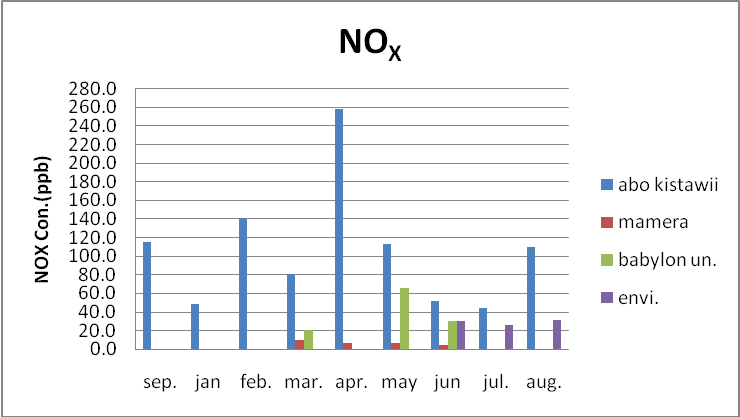 NOX
NOX Con.(ppb)
280.0
260.0
240.0
220.0
200.0
180.0
160.0
140.0
120.0
100.0
80.0
60.0
40.0
20.0
0.0
sep. jan feb. mar. apr. may jun jul. aug.
abo kistawii
mamera
babylon un.
envi.